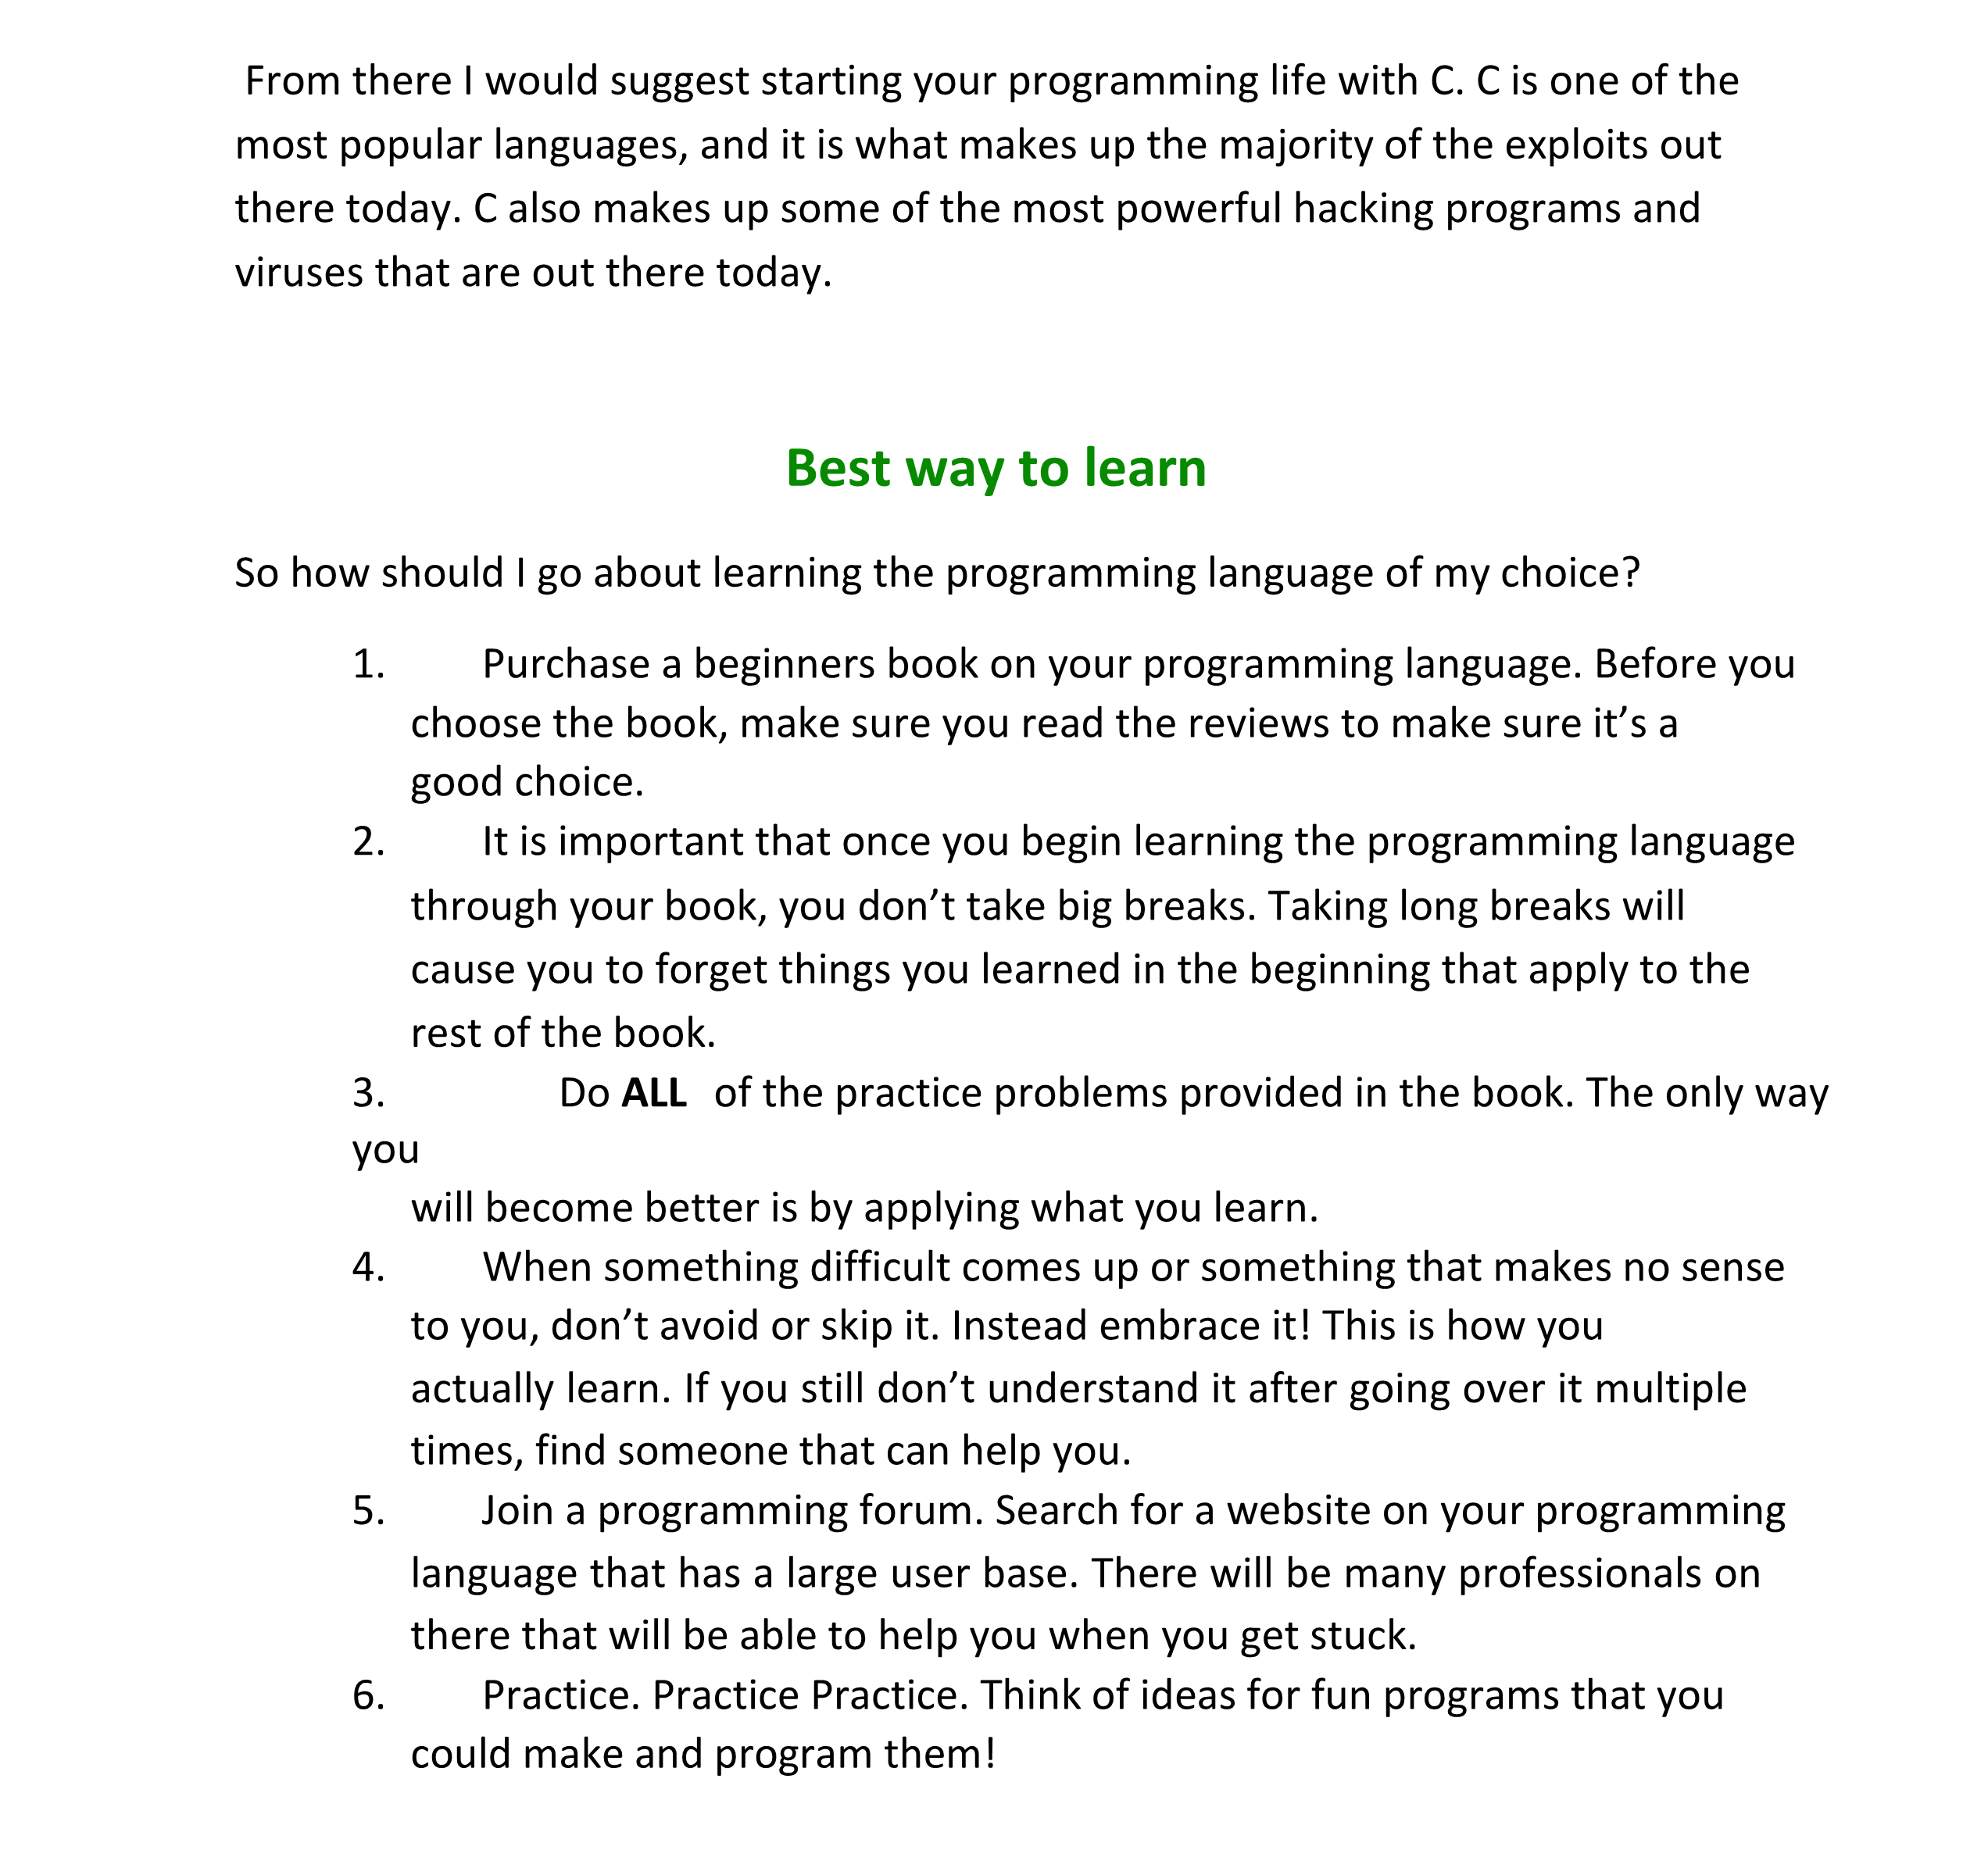 From there I would suggest starting your programming life with C. C is one of the
most popular languages, and it is what makes up the majority of the exploits out
there today. C also makes up some of the most powerful hacking programs and
viruses that are out there today.
Best way to learn
So how should I go about learning the programming language of my choice?
1. Purchase a beginners book on your programming language. Before you
choose the book, make sure you read the reviews to make sure it’s a
good choice.
2. It is important that once you begin learning the programming language
through your book, you don’t take big breaks. Taking long breaks will
cause you to forget things you learned in the beginning that apply to the
rest of the book.
3. Do ALL of the practice problems provided in the book. The only way
you
will become better is by applying what you learn.
4. When something difficult comes up or something that makes no sense
to you, don’t avoid or skip it. Instead embrace it! This is how you
actually learn. If you still don’t understand it after going over it multiple
times, find someone that can help you.
5. Join a programming forum. Search for a website on your programming
language that has a large user base. There will be many professionals on
there that will be able to help you when you get stuck.
6. Practice. Practice Practice. Think of ideas for fun programs that you
could make and program them!